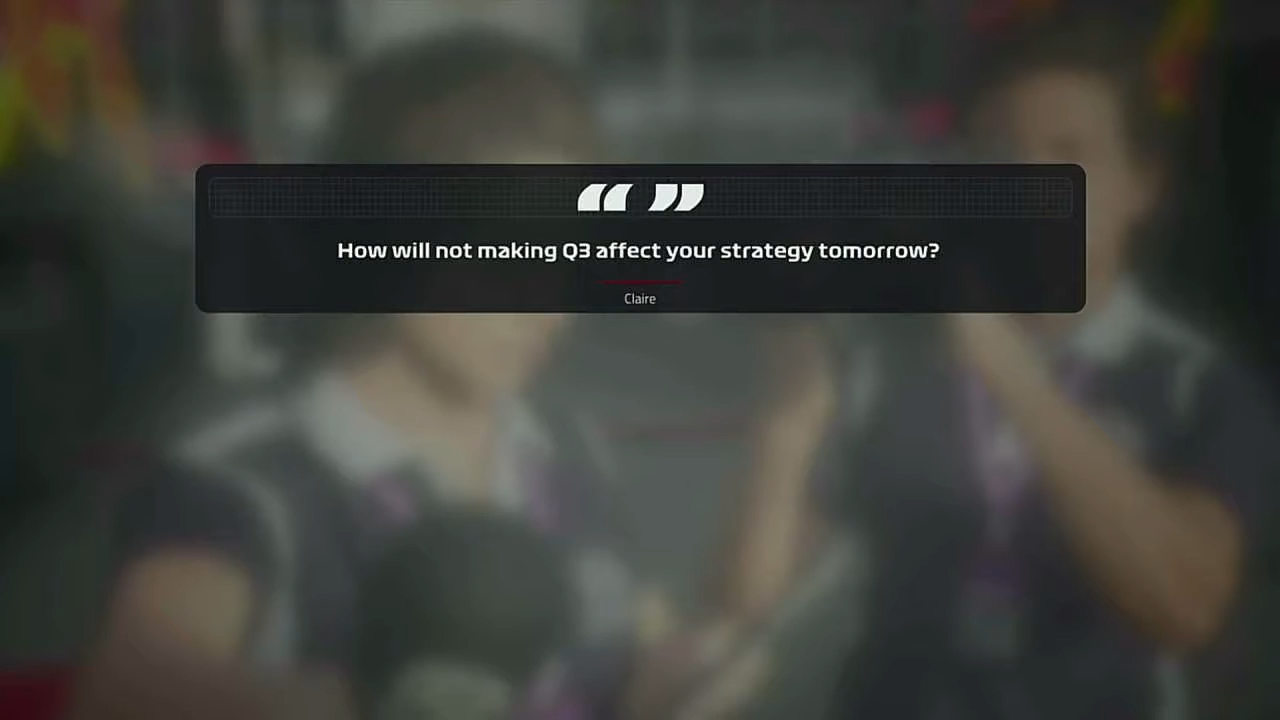 “ ”
How will not making Q3 affect your strategy tomorrow?
Claire